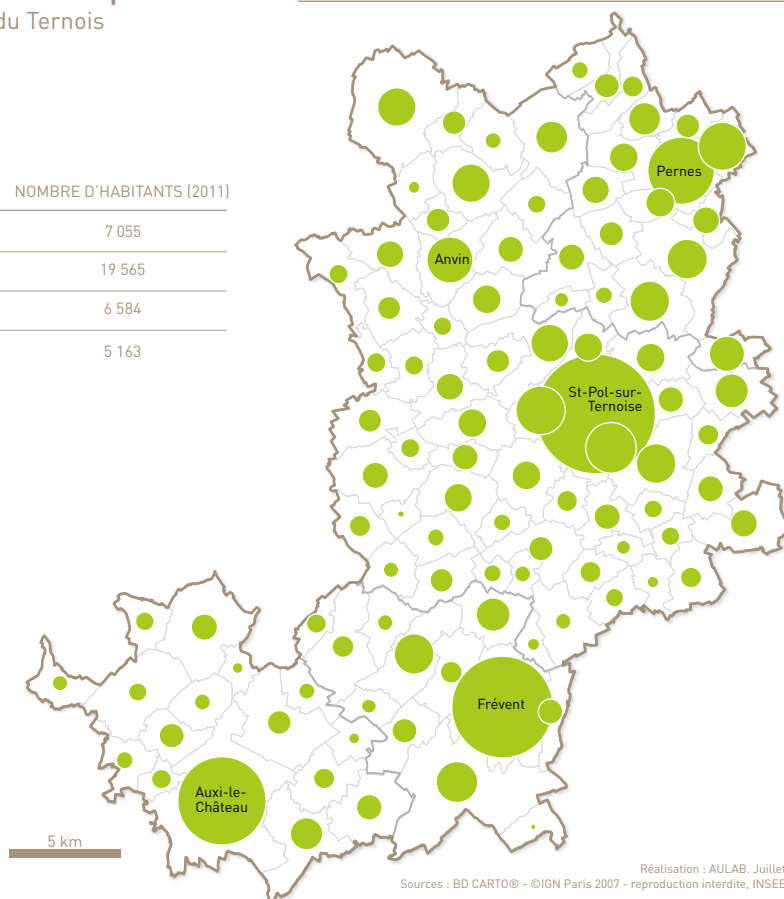 du Ternois
NOMBRE D'HABITANTS (2011)
7 055
19 565
6 584
5 163
Pernes
Anvin
St-Pol-sur-
Ternoise
Frévent
Auxi-le-
Château
5 km
Réalisation : AULAB. Juillet
Sources : BD CARTO® - ©IGN Paris 2007 - reproduction interdite, INSEE